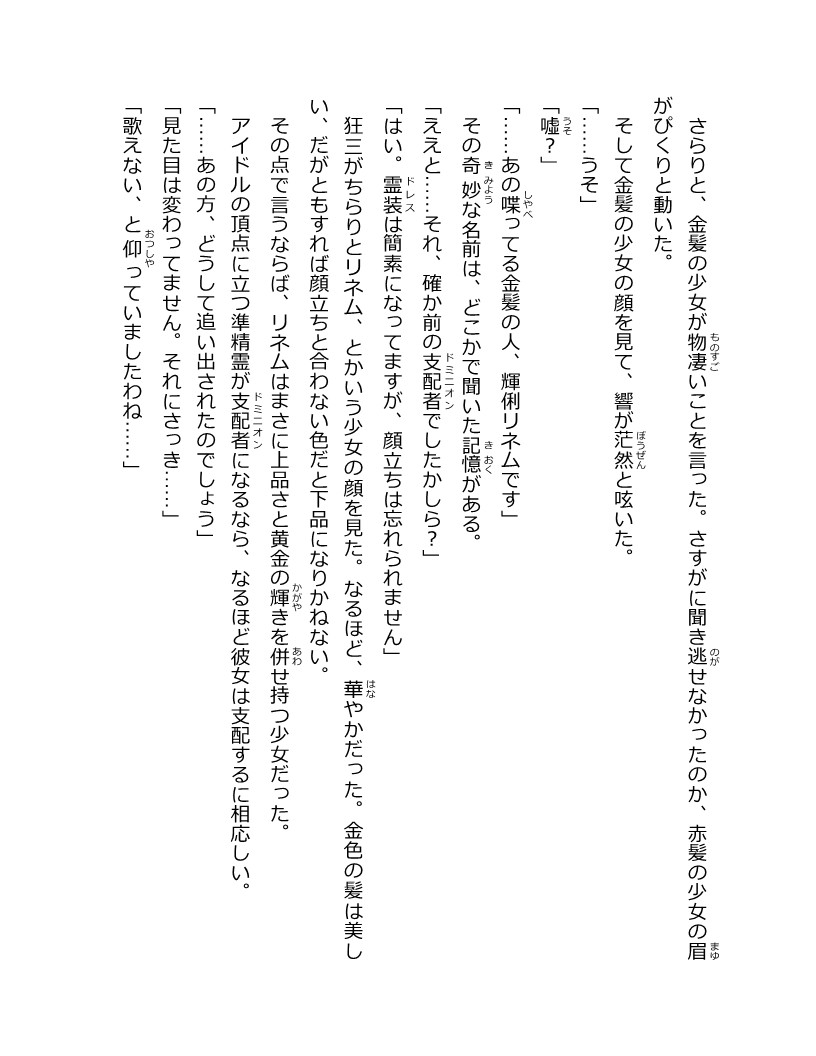 さらりと、金髪の少女が物凄いことを言った。さすがに聞き逃せなかったのか、赤髪の少女の眉
がぴくりと動いた。
そして金髪の少女の顔を見て、響が茫然と呟いた。
「……うそ」
「嘘？」
「……あの喋ってる金髪の人、輝俐リネムです」
その奇妙な名前は、どこかで聞いた記憶がある。
「ええと……それ、確か前の支配者でしたかしら？」
「はい。霊装は簡素になってますが、顔立ちは忘れられません」
狂三がちらりとリネム、とかいう少女の顔を見た。なるほど、華やかだった。金色の髪は美し
い、だがともすれば顔立ちと合わない色だと下品になりかねない。
その点で言うならば、リネムはまさに上品さと黄金の輝きを併せ持つ少女だった。
アイドルの頂点に立つ準精霊が支配者になるなら、なるほど彼女は支配するに相応しい。
「……あの方、どうして追い出されたのでしょう」
「見た目は変わってません。それにさっき……」
「歌えない、と仰っていましたわね……」